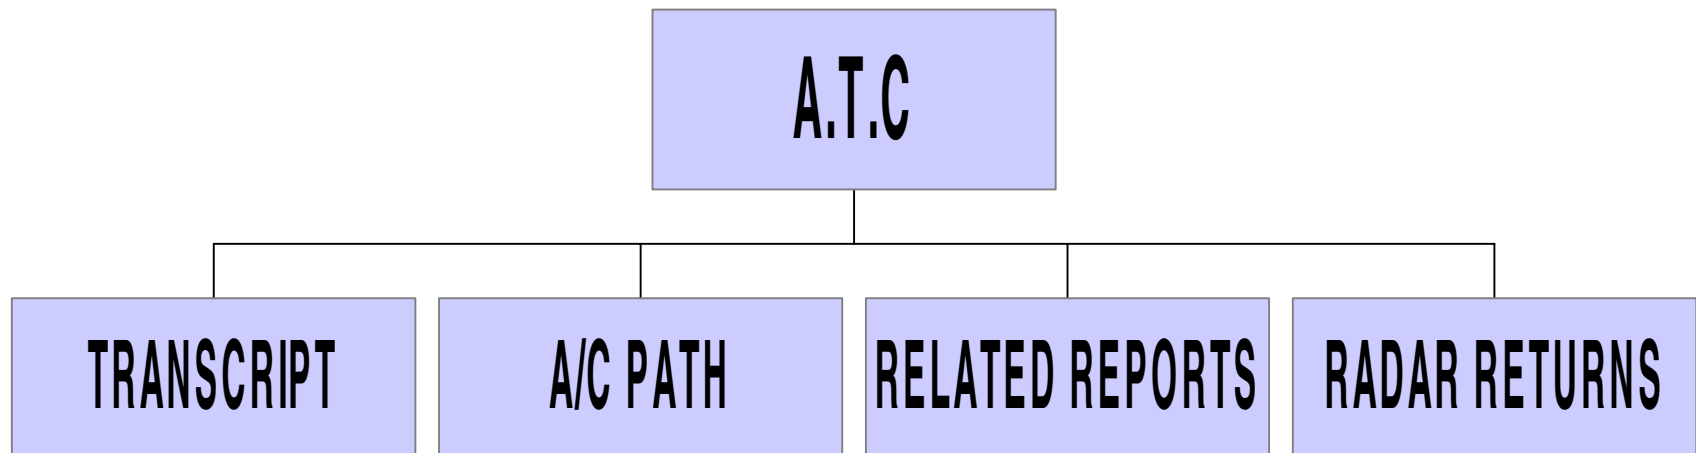 A.T.C
TRANSCRIPT
A/C PATH
RELATED REPORTS
RADAR RETURNS